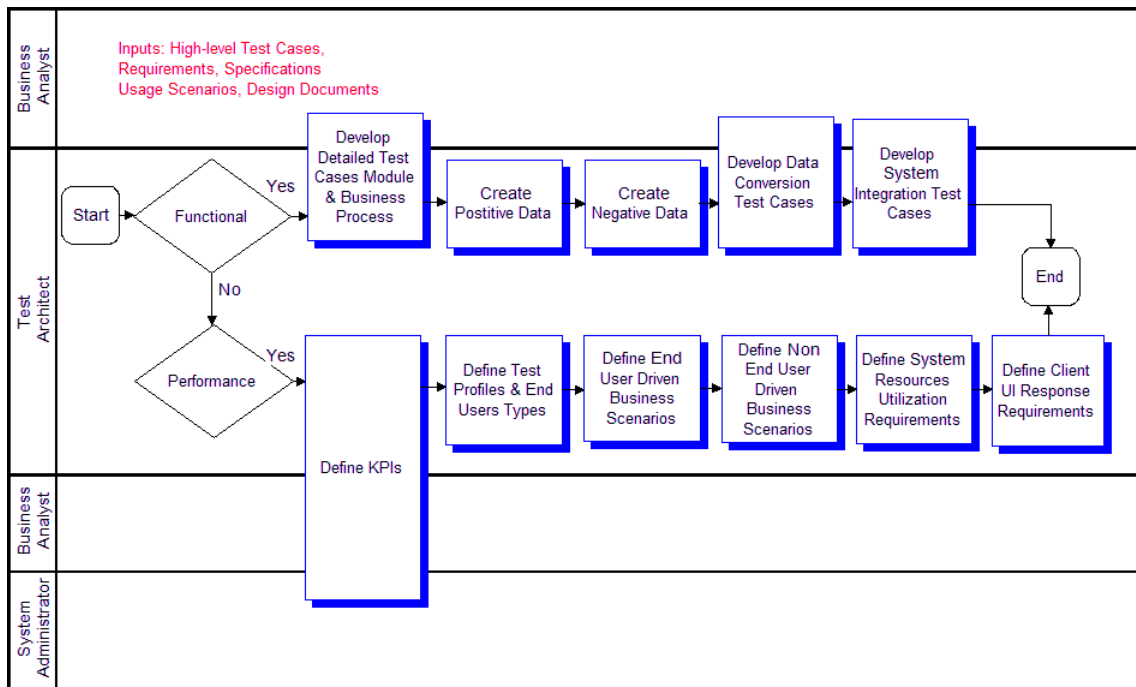 Business
Analyst
Inputs: High-level Test Cases,
Requirements, Specifications
Usage Scenarios, Design Documents
Test
Architect
Start
Functional
Yes
No
Develop
Detailed Test
Cases Module
& Business
Process
Create
Postitive Data
Create
Negative Data
Develop Data
Conversion
Test Cases
Develop
System
Integration Test
Cases
End
Performance
Yes
Define KPIs
Define Test
Profiles & End
Users Types
Define End
User Driven
Business
Scenarios
Define Non
End User
Driven
Business
Scenarios
Define System
Resources
Utilization
Requirements
Define Client
UI Response
Requirements
Business
Analyst
System
Administrator